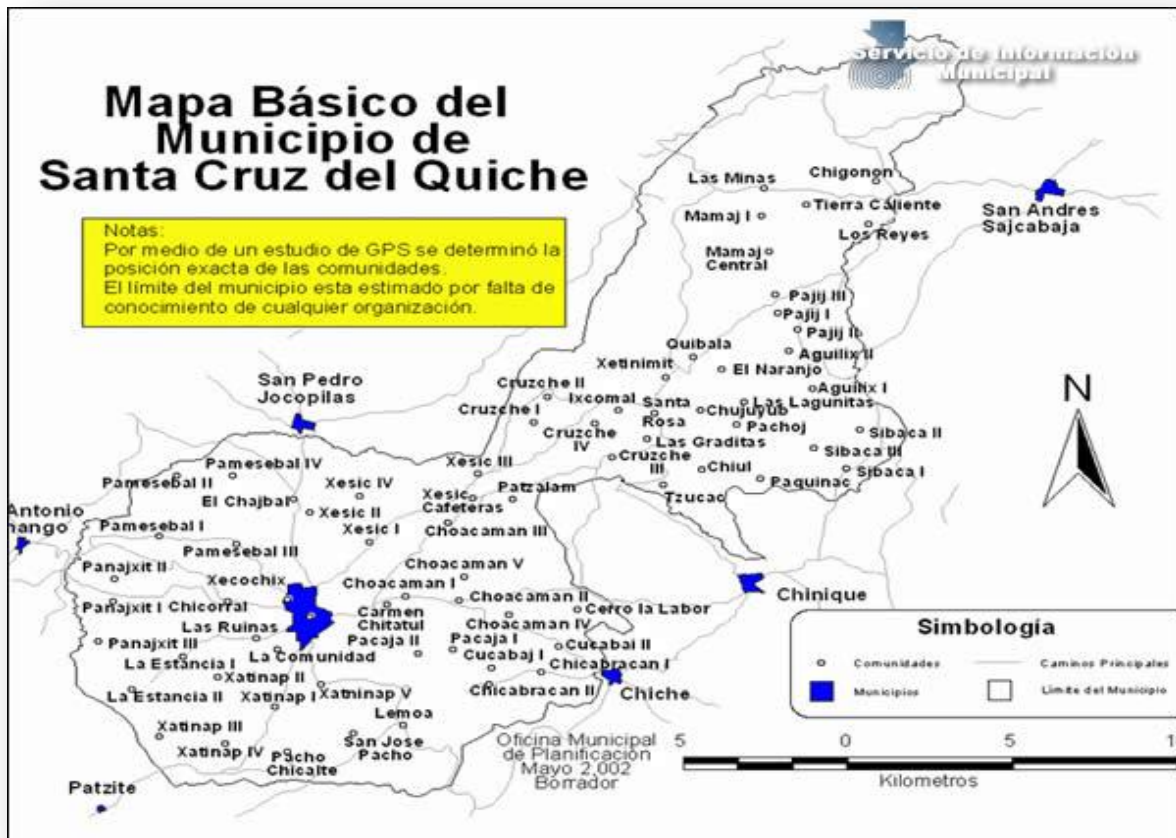 Servicio de Información
Municipal
Mapa Básico del
Municipio de
Santa Cruz del Quiche
Notas:
Por medio de un estudio de GPS se determinó la
posición exacta de las comunidades.
El límite del municipio esta estimado por falta de
conocimiento de cualquier organización.
Las Minas
Chigonon
Tierra Caliente
San Andres
Sajcabaja
Mamaj I
Los Reyes
Mamaj
Central
Pajij III
Pajij I
Pajij II
Quibala
Aguilix II
Xetinimit
El Naranjo
San Pedro
Jocopilas
Cruzche II
Aguilix I
N
Ixcomal
Santa
Rosa
Las Lagunitas
Cruzche I
Chujuyub
Pachoj
Cruzche
IV
Sibaca II
Las Graditas
Sibaca III
Cruzche
III
Chiul
Sibaca I
Paquinac
Tzucac
Pamesebal IV
Xesic III
Pamesebal II
Xesic IV
Patzalam
El Chajbal
Xesic
Cafeteras
Antonio
Xesic II
Pamesebal I
Xesic I
Choacaman III
Pamesebal III
Panajxit II
Choacaman V
Xecochix
Choacaman I
Choacaman II
Chinique
Panajxit I
Chicorral
Carmen
Chitatul
Cerro la Labor
Choacaman IV
Las Ruinas
Pacaja II
Pacaja I
Cucabaj II
Panajxit III
La Comunidad
Cucabaj I
La Estancia I
Chicabracan I
Xatinap II
Chiche
La Estancia II
Xatinap I
Xatninap V
Chicabracan II
Xatinap III
Lemoa
Xatinap IV
San Jose
Pacho
Pacho
Chicalte
Patzite
Oficina Municipal
de Planificación
Mayo 2,002
Borrador
Simbología
Comunidades
Caminos Principales
Municipios
Límite del Municipio
5 0 5 1
Kilometros